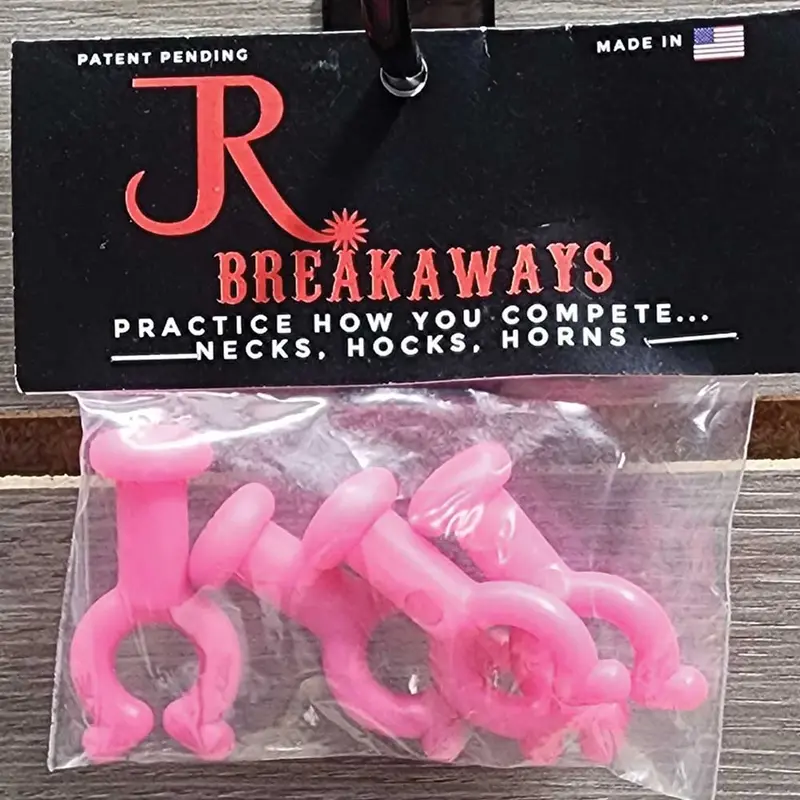 PATENT PENDING
MADE IN
JR
BREAKAWAYS
PRACTICE HOW YOU COMPETE...
NECKS, HOCKS, HORNS